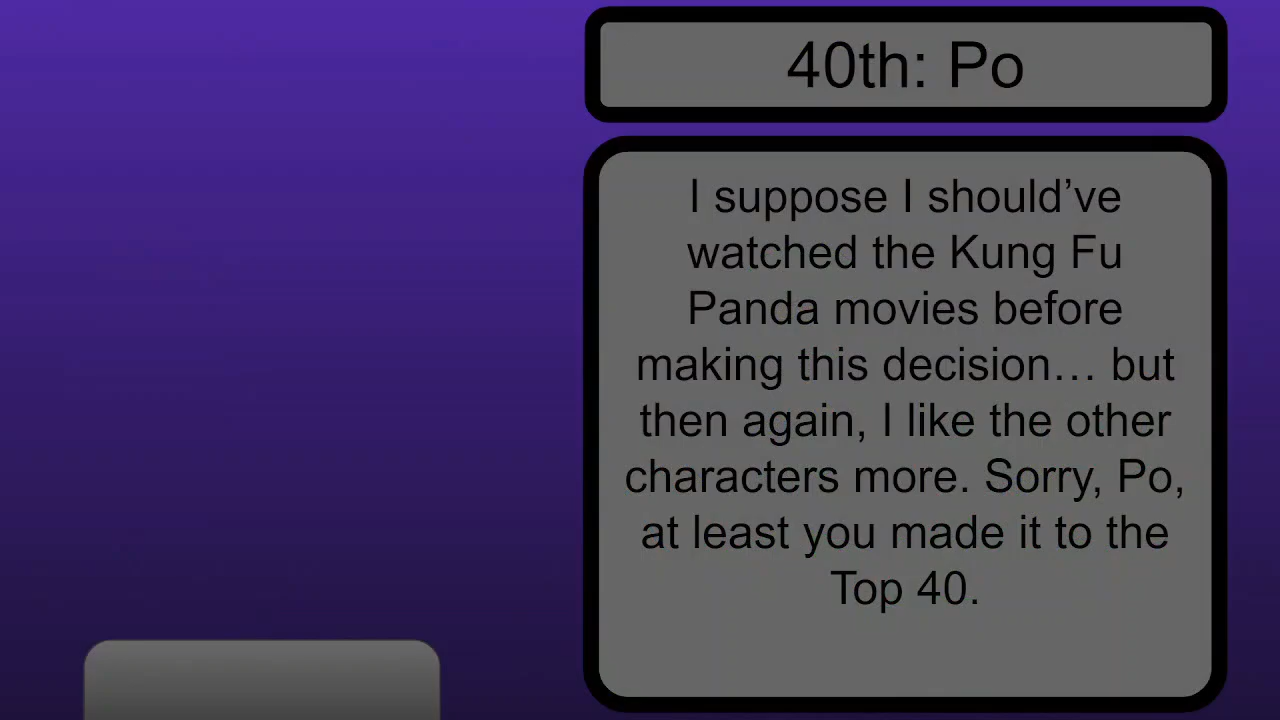 40th: Po
I suppose I should’ve
watched the Kung Fu
Panda movies before
making this decision… but
then again, I like the other
characters more. Sorry, Po,
at least you made it to the
Top 40.